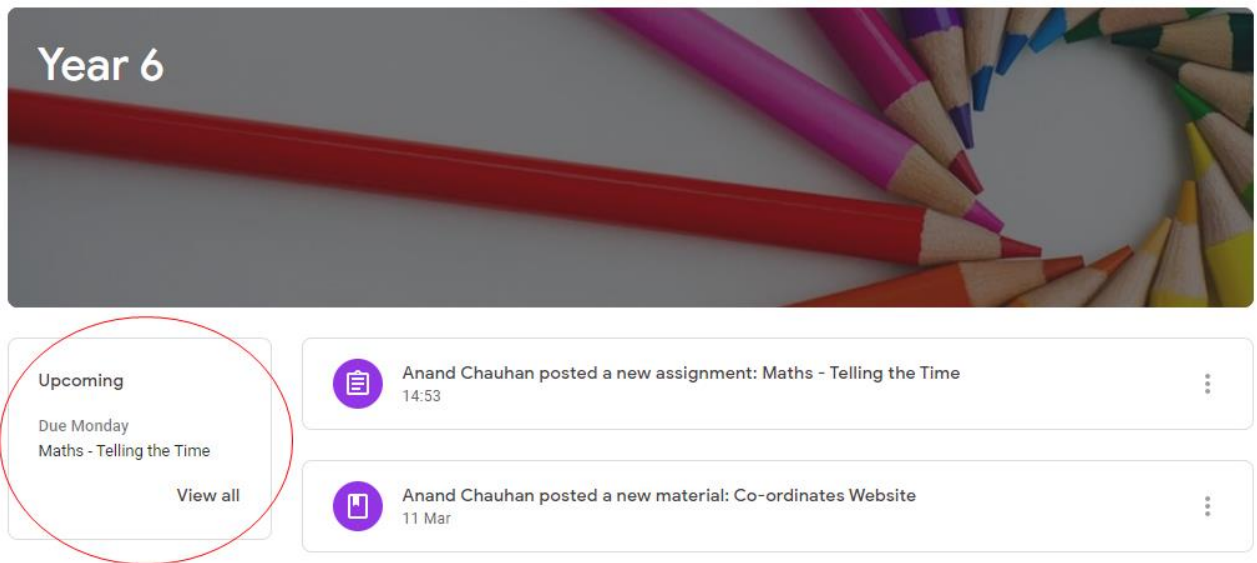 Year 6
Upcoming
Due Monday
Maths - Telling the Time
View all
Anand Chauhan posted a new assignment: Maths - Telling the Time
14:53
Anand Chauhan posted a new material: Co-ordinates Website
11 Mar